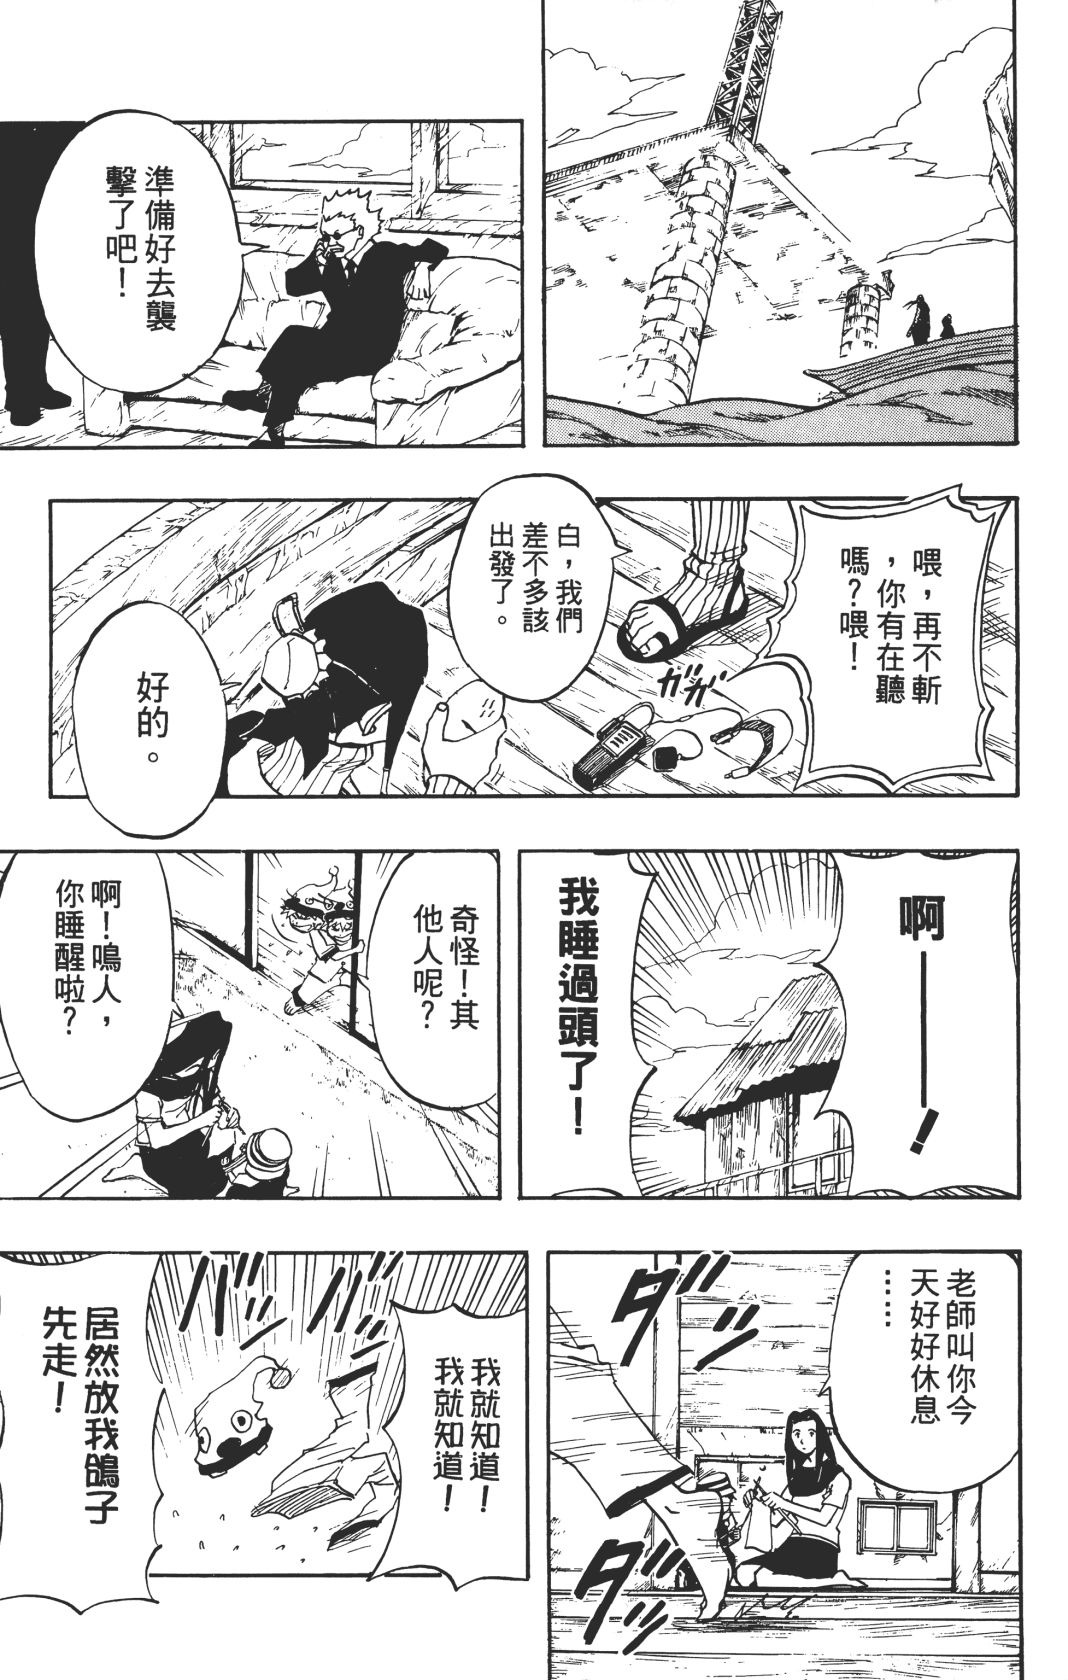 準備好去襲
擊了吧！
喂，再不斬
，你有在聽
嗎？喂！
ガガ
白，我們
差不多該
出發了。
好的。
啊——！
我睡過頭了！
奇怪！其
他人呢？
啊！鳴人，
你睡醒啦？
老師叫你今
天好好休息
……
ダッ
ダッ
我就知道！
我就知道！
バッ
バッ
居然放我鴿子
先走！